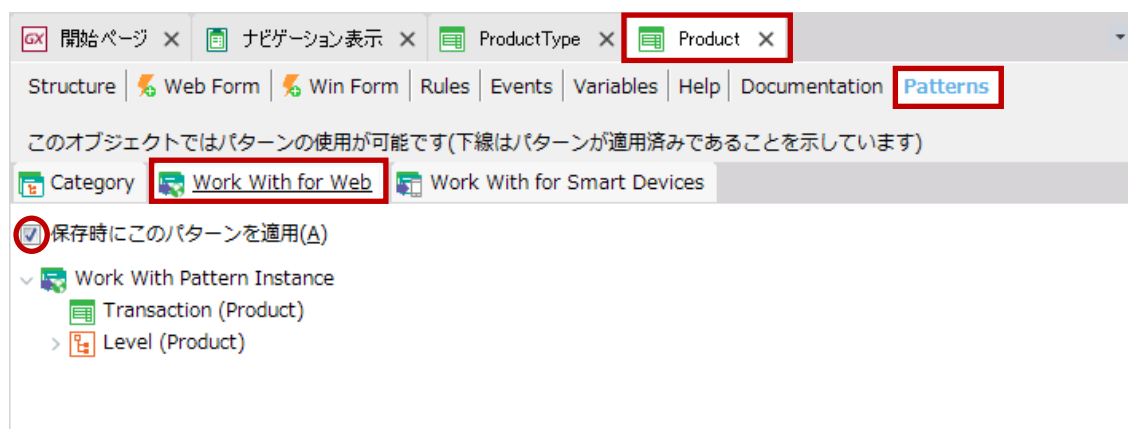 開始ページ ナビゲーション表示 ProductType Product
Structure Web Form Win Form Rules Events Variables Help Documentation Patterns
このオブジェクトではパターンの使用が可能です(下線はパターンが適用済みであることを示しています)
Category Work With for Web Work With for Smart Devices
保存時にこのパターンを適用(A)
Work With Pattern Instance
Transaction (Product)
Level (Product)